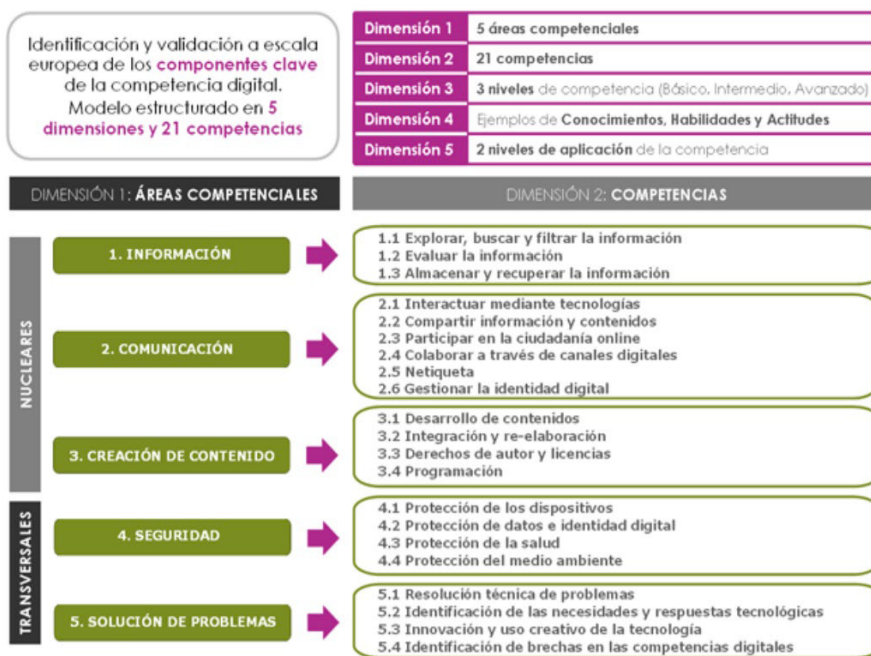 Identificación y validación a escala
europea de los componentes clave
de la competencia digital.
Modelo estructurado en 5
dimensiones y 21 competencias
Dimensión 1 5 áreas competenciales
Dimensión 2 21 competencias
Dimensión 3 3 niveles de competencia (Básico, Intermedio, Avanzado)
Dimensión 4 Ejemplos de Conocimientos, Habilidades y Actitudes
Dimensión 5 2 niveles de aplicación de la competencia
DIMENSIÓN 1: ÁREAS COMPETENCIALES
DIMENSIÓN 2: COMPETENCIAS
NUCLEARES
1. INFORMACIÓN
1.1 Explorar, buscar y filtrar la información
1.2 Evaluar la información
1.3 Almacenar y recuperar la información
2. COMUNICACIÓN
2.1 Interactuar mediante tecnologías
2.2 Compartir información y contenidos
2.3 Participar en la ciudadanía online
2.4 Colaborar a través de canales digitales
2.5 Netiqueta
2.6 Gestionar la identidad digital
3. CREACIÓN DE CONTENIDO
3.1 Desarrollo de contenidos
3.2 Integración y re-elaboración
3.3 Derechos de autor y licencias
3.4 Programación
TRANSVERSALES
4. SEGURIDAD
4.1 Protección de los dispositivos
4.2 Protección de datos e identidad digital
4.3 Protección de la salud
4.4 Protección del medio ambiente
5. SOLUCIÓN DE PROBLEMAS
5.1 Resolución técnica de problemas
5.2 Identificación de las necesidades y respuestas tecnológicas
5.3 Innovación y uso creativo de la tecnología
5.4 Identificación de brechas en las competencias digitales